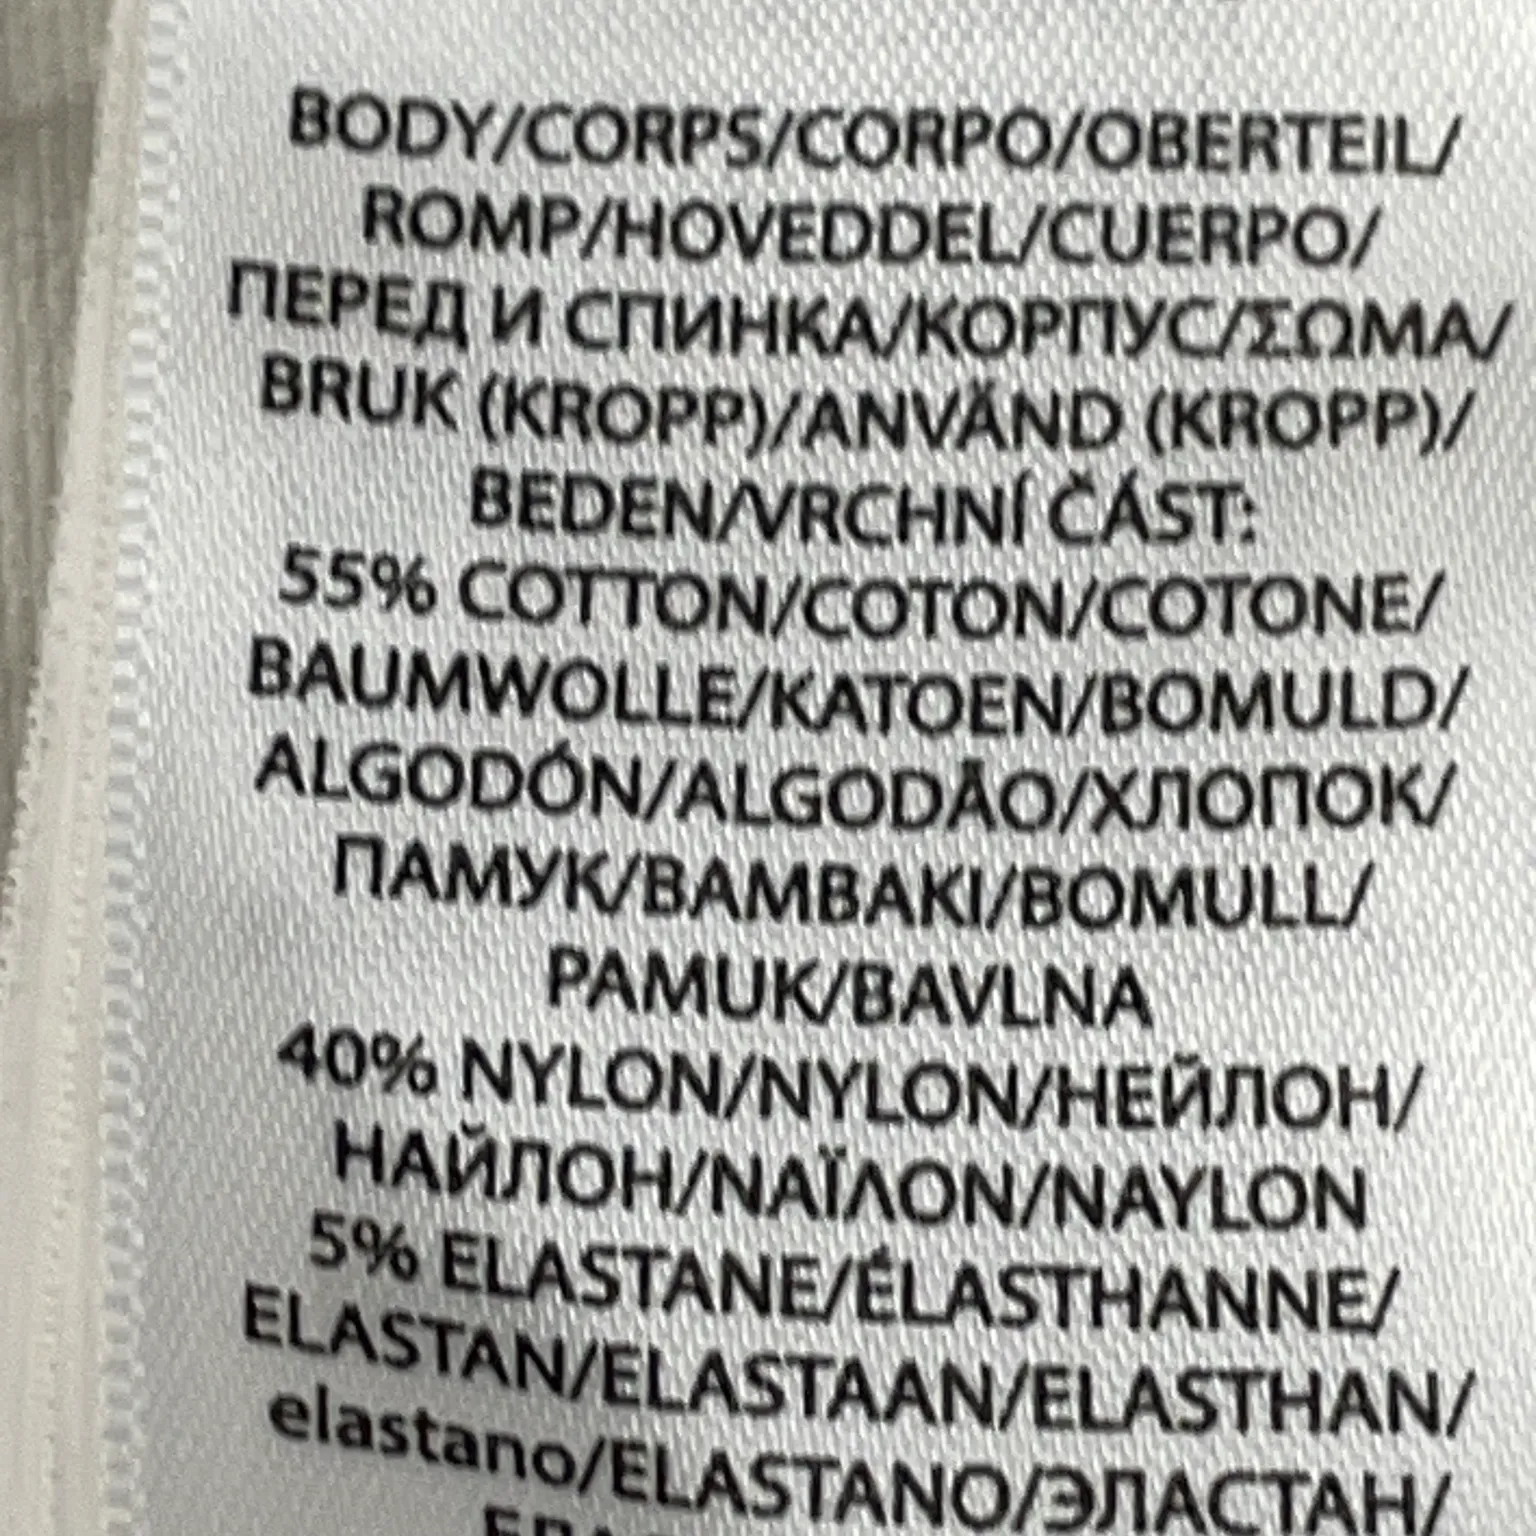 BODY/CORPS/CORPO/OBERTEIL/
ROMP/HOVEDDEL/CUERPO/
ПЕРЕД И СПИНКА/КОРПУС/ΣΩΜΑ/
BRUK (KROPP)/ANVÄND (KROPP)/
BEDEN/VRCHNÍ ČÁST:
55% COTTON/COTON/COTONE/
BAUMWOLLE/KATOEN/BOMULD/
ALGODÓN/ALGODÃO/ХЛОПОК/
ПАМУК/BAMBAKI/BOMULL/
PAMUK/BAVLNA
40% NYLON/NYLON/НЕЙЛОН/
НАЙЛОН/ΝΑΪΛΟΝ/NAYLON
5% ELASTANE/ÉLASTHANNE/
ELASTAN/ELASTAAN/ELASTHAN/
elastano/ELASTANO/ЭЛАСТАН/